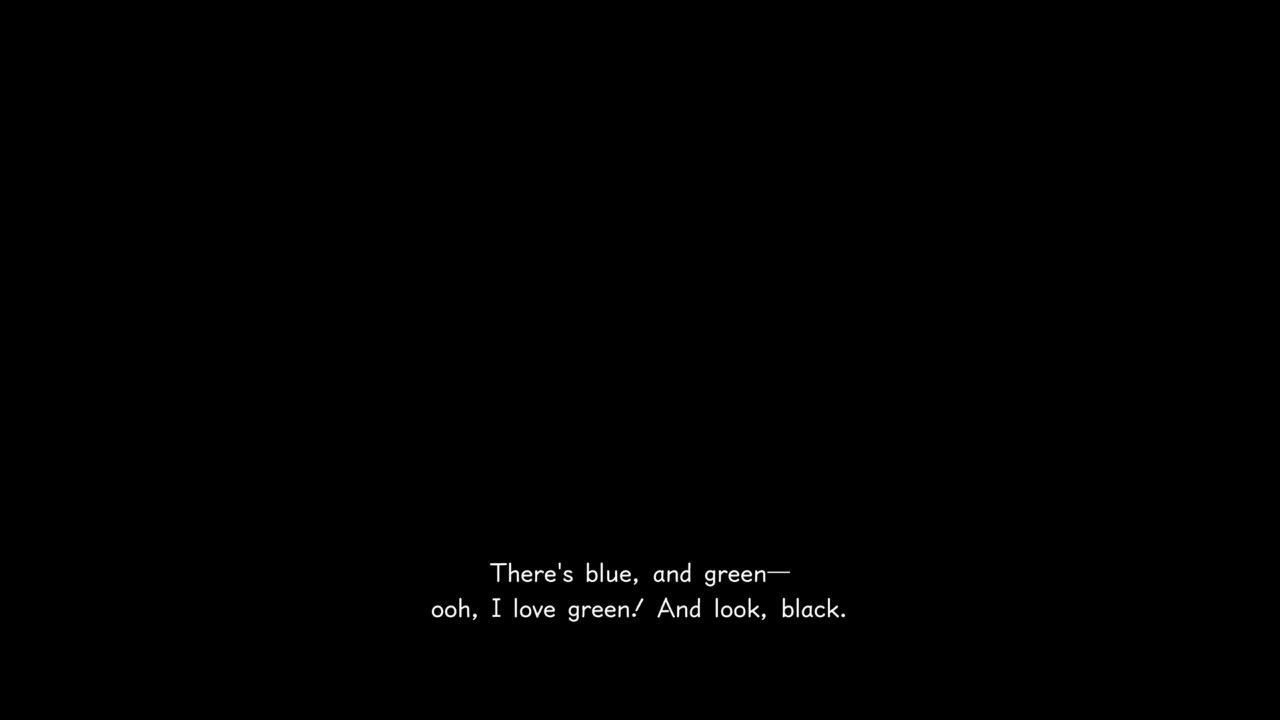 There's blue, and green—
ooh, I love green! And look, black.